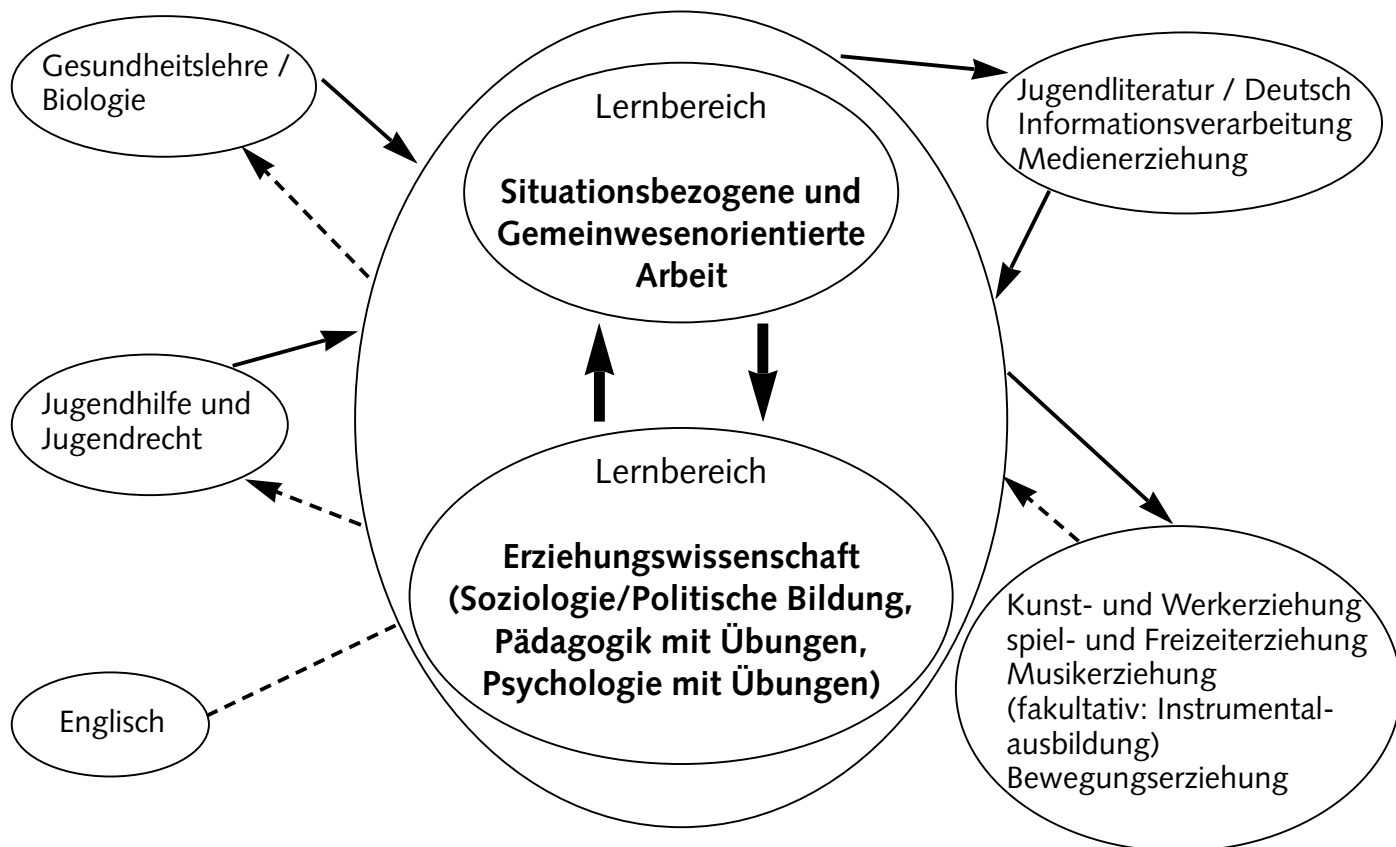 Gesundheitslehre /
Biologie
Jugendhilfe und
Jugendrecht
Englisch
Lernbereich
Situationsbezogene und
Gemeinwesenorientierte
Arbeit
Lernbereich
Erziehungswissenschaft
(Soziologie/Politische Bildung,
Pädagogik mit Übungen,
Psychologie mit Übungen)
Jugendliteratur / Deutsch
Informationsverarbeitung
Medienerziehung
Kunst- und Werkerziehung
spiel- und Freizeiterziehung
Musikerziehung
(fakultativ: Instrumental-
ausbildung)
Bewegungserziehung